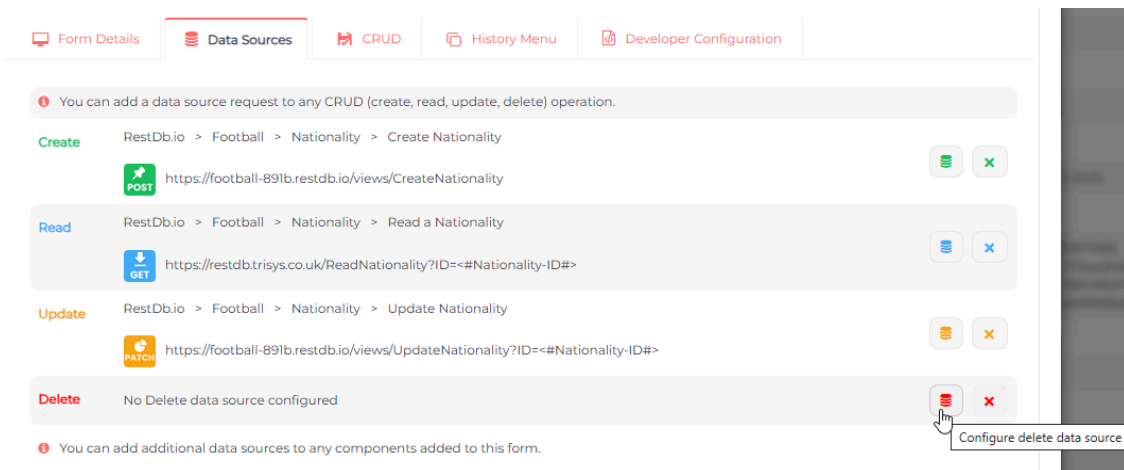 Form Details Data Sources CRUD History Menu Developer Configuration
You can add a data source request to any CRUD (create, read, update, delete) operation.
Create RestDb.io > Football > Nationality > Create Nationality
POST https://football-891b.restdb.io/views/CreateNationality
Read RestDb.io > Football > Nationality > Read a Nationality
GET https://restdb.trisys.co.uk/ReadNationality?ID=<#Nationality-ID#>
Update RestDb.io > Football > Nationality > Update Nationality
PATCH https://football-891b.restdb.io/views/UpdateNationality?ID=<#Nationality-ID#>
Delete No Delete data source configured
Configure delete data source
You can add additional data sources to any components added to this form.